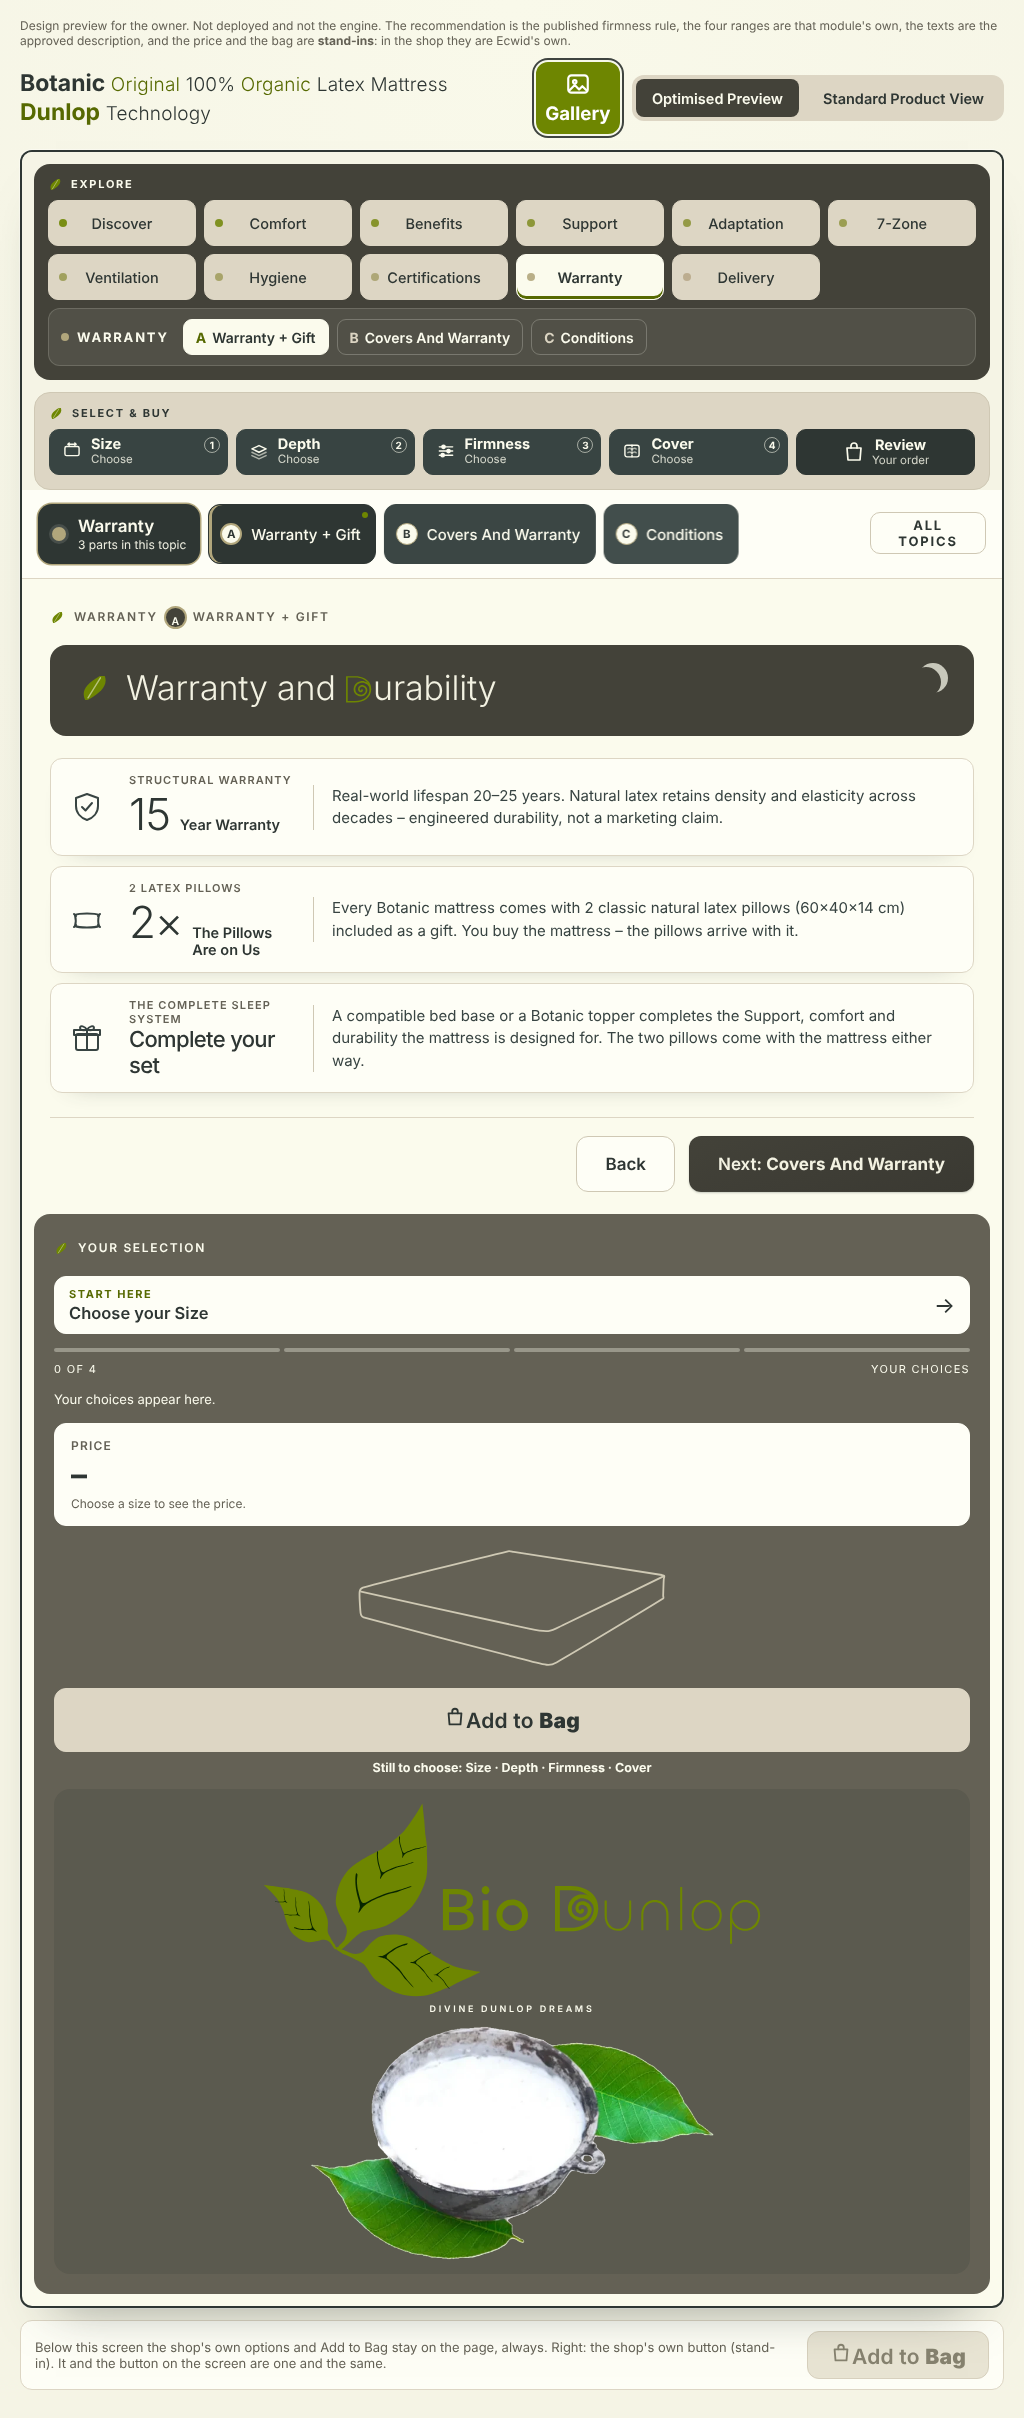 Design preview for the owner. Not deployed and not the engine. The recommendation is the published firmness rule, the four ranges are that module's own, the texts are the
approved description, and the price and the bag are stand-ins: in the shop they are Ecwid's own.
Botanic Original 100% Organic Latex Mattress
Dunlop Technology
Gallery
Optimised Preview
Standard Product View
EXPLORE
Discover
Comfort
Benefits
Support
Adaptation
7-Zone
Ventilation
Hygiene
Certifications
Warranty
Delivery
WARRANTY
A Warranty + Gift
B Covers And Warranty
C Conditions
SELECT & BUY
Size
Choose
1
Depth
Choose
2
Firmness
Choose
3
Cover
Choose
4
Review
Your order
Warranty
3 parts in this topic
A Warranty + Gift
B Covers And Warranty
C Conditions
ALL
TOPICS
WARRANTY A WARRANTY + GIFT
Warranty and Durability
STRUCTURAL WARRANTY
15 Year Warranty
Real-world lifespan 20–25 years. Natural latex retains density and elasticity across
decades – engineered durability, not a marketing claim.
2 LATEX PILLOWS
2× The Pillows
Are on Us
Every Botanic mattress comes with 2 classic natural latex pillows (60×40×14 cm)
included as a gift. You buy the mattress – the pillows arrive with it.
THE COMPLETE SLEEP
SYSTEM
Complete your
set
A compatible bed base or a Botanic topper completes the Support, comfort and
durability the mattress is designed for. The two pillows come with the mattress either
way.
Back
Next: Covers And Warranty
YOUR SELECTION
START HERE
Choose your Size
0 OF 4
YOUR CHOICES
Your choices appear here.
PRICE
–
Choose a size to see the price.
Add to Bag
Still to choose: Size · Depth · Firmness · Cover
Bio Dunlop
DIVINE DUNLOP DREAMS
Below this screen the shop's own options and Add to Bag stay on the page, always. Right: the shop's own button (stand-
in). It and the button on the screen are one and the same.
Add to Bag